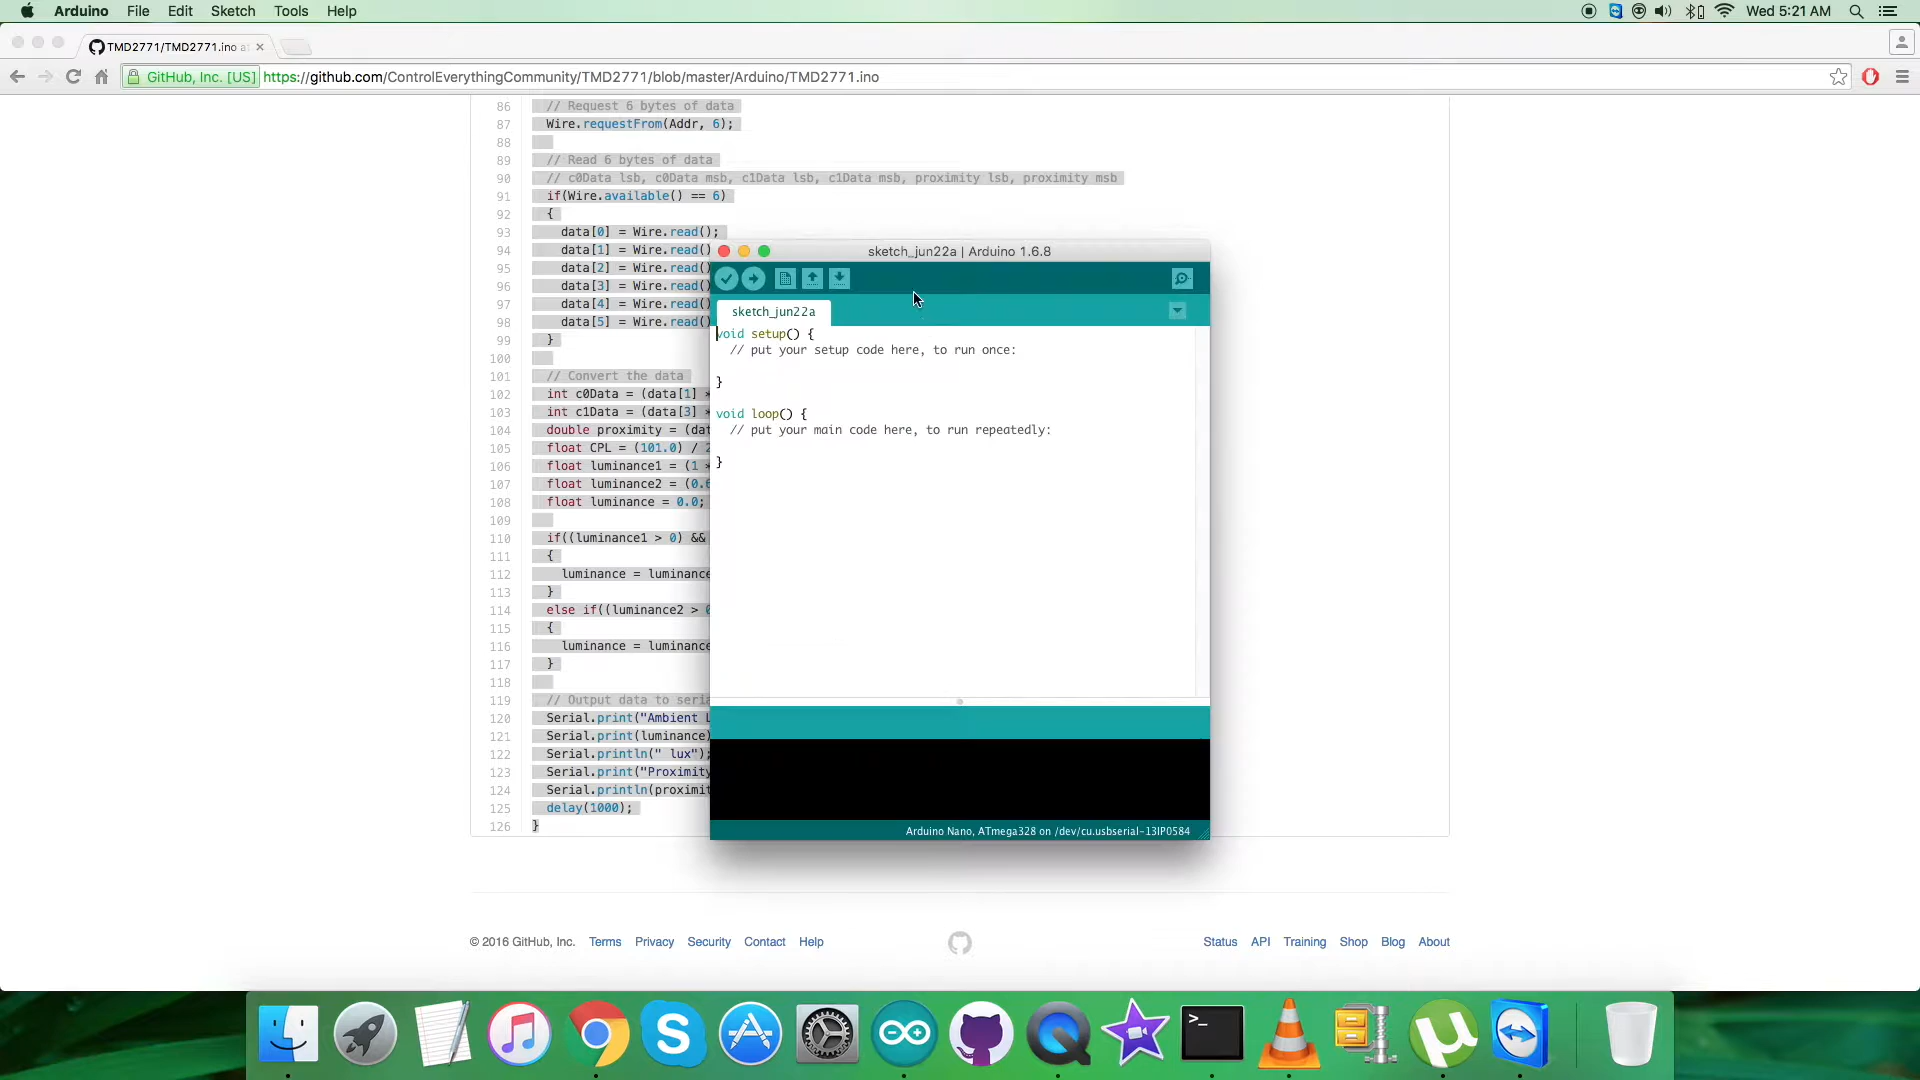 Arduino File Edit Sketch Tools Help
Wed 5:21 AM
TMD2771/TMD2771.ino at
GitHub, Inc. [US] https://github.com/ControlEverythingCommunity/TMD2771/blob/master/Arduino/TMD2771.ino
86 // Request 6 bytes of data
87 Wire.requestFrom(Addr, 6);
88
89 // Read 6 bytes of data
90 // c0Data lsb, c0Data msb, c1Data lsb, c1Data msb, proximity lsb, proximity msb
91 if(Wire.available() == 6)
92 {
93 data[0] = Wire.read();
94 data[1] = Wire.read()
95 data[2] = Wire.read()
96 data[3] = Wire.read()
97 data[4] = Wire.read()
98 data[5] = Wire.read()
99 }
100
101 // Convert the data
102 int c0Data = (data[1] *
103 int c1Data = (data[3] *
104 double proximity = (dat
105 float CPL = (101.0) / 2
106 float luminance1 = (1 *
107 float luminance2 = (0.6
108 float luminance = 0.0;
109
110 if((luminance1 > 0) &&
111 {
112 luminance = luminance
113 }
114 else if((luminance2 > 0
115 {
116 luminance = luminance
117 }
118
119 // Output data to seria
120 Serial.print("Ambient L
121 Serial.print(luminance)
122 Serial.println(" lux");
123 Serial.print("Proximity
124 Serial.println(proximit
125 delay(1000);
126 }
sketch_jun22a | Arduino 1.6.8
sketch_jun22a
void setup() {
// put your setup code here, to run once:
}
void loop() {
// put your main code here, to run repeatedly:
}
Arduino Nano, ATmega328 on /dev/cu.usbserial-13IP0584
© 2016 GitHub, Inc. Terms Privacy Security Contact Help
Status API Training Shop Blog About